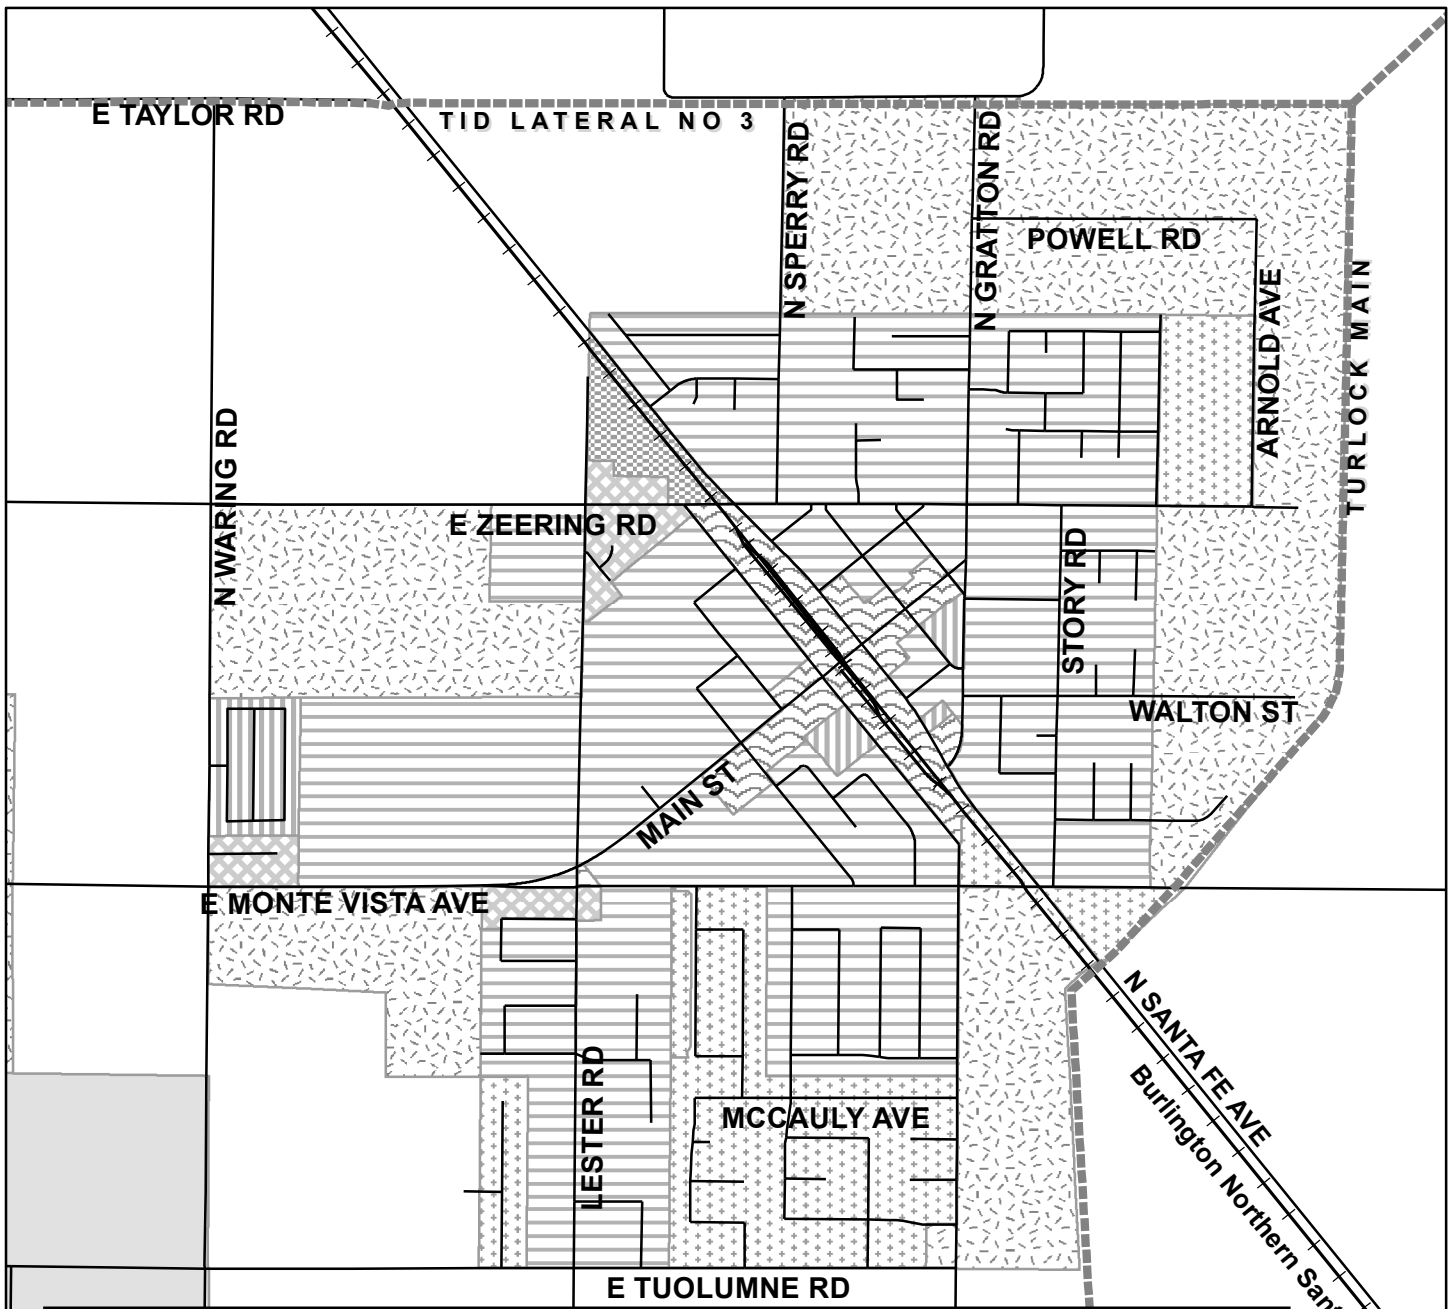 E TAYLOR RD
TID LATERAL NO 3
N SPERRY RD
N GRATTON RD
POWELL RD
ARNOLD AVE
TURLOCK MAIN
N WARING RD
E ZEERING RD
STORY RD
WALTON ST
MAIN ST
E MONTE VISTA AVE
N SANTA FE AVE
Burlington Northern Sant
LESTER RD
MCCAULY AVE
E TUOLUMNE RD